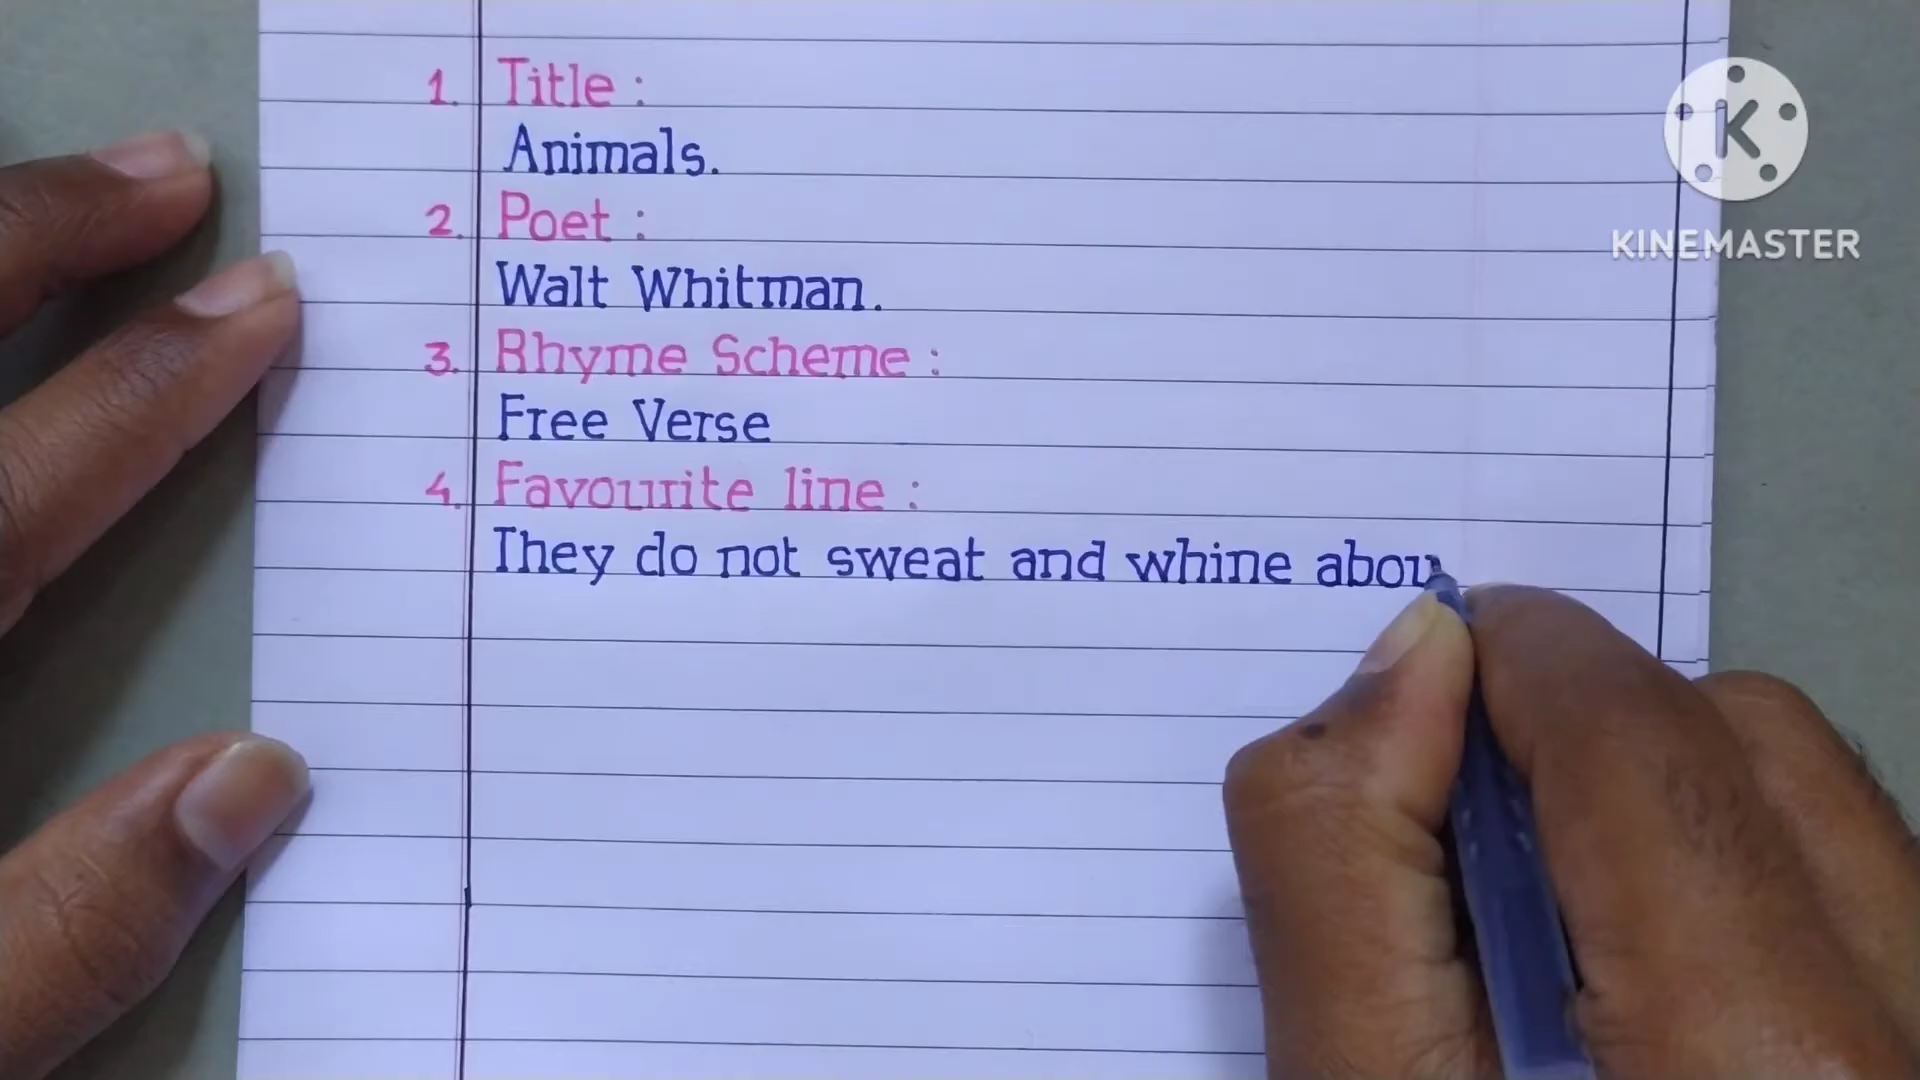 1. Title :
Animals.
2. Poet :
Walt Whitman.
3. Rhyme Scheme :
Free Verse
4. Favourite line :
They do not sweat and whine abou
K
KINEMASTER